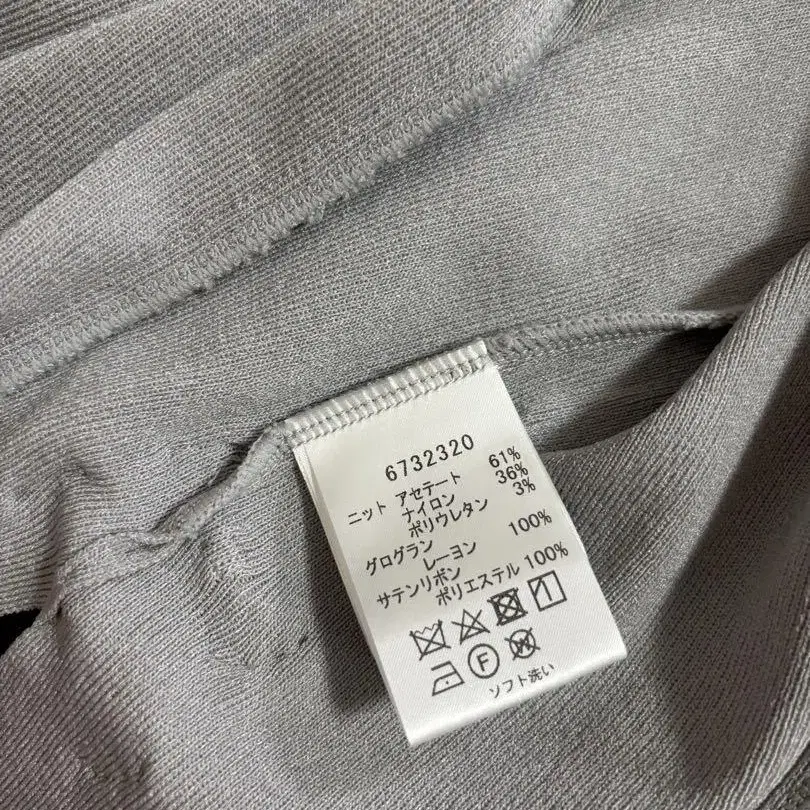 6732320
ニット アセテート 61%
ナイロン 36%
ポリウレタン 3%
グログラン
レーヨン 100%
サテンリボン
ポリエステル 100%
F
W
ソフト洗い